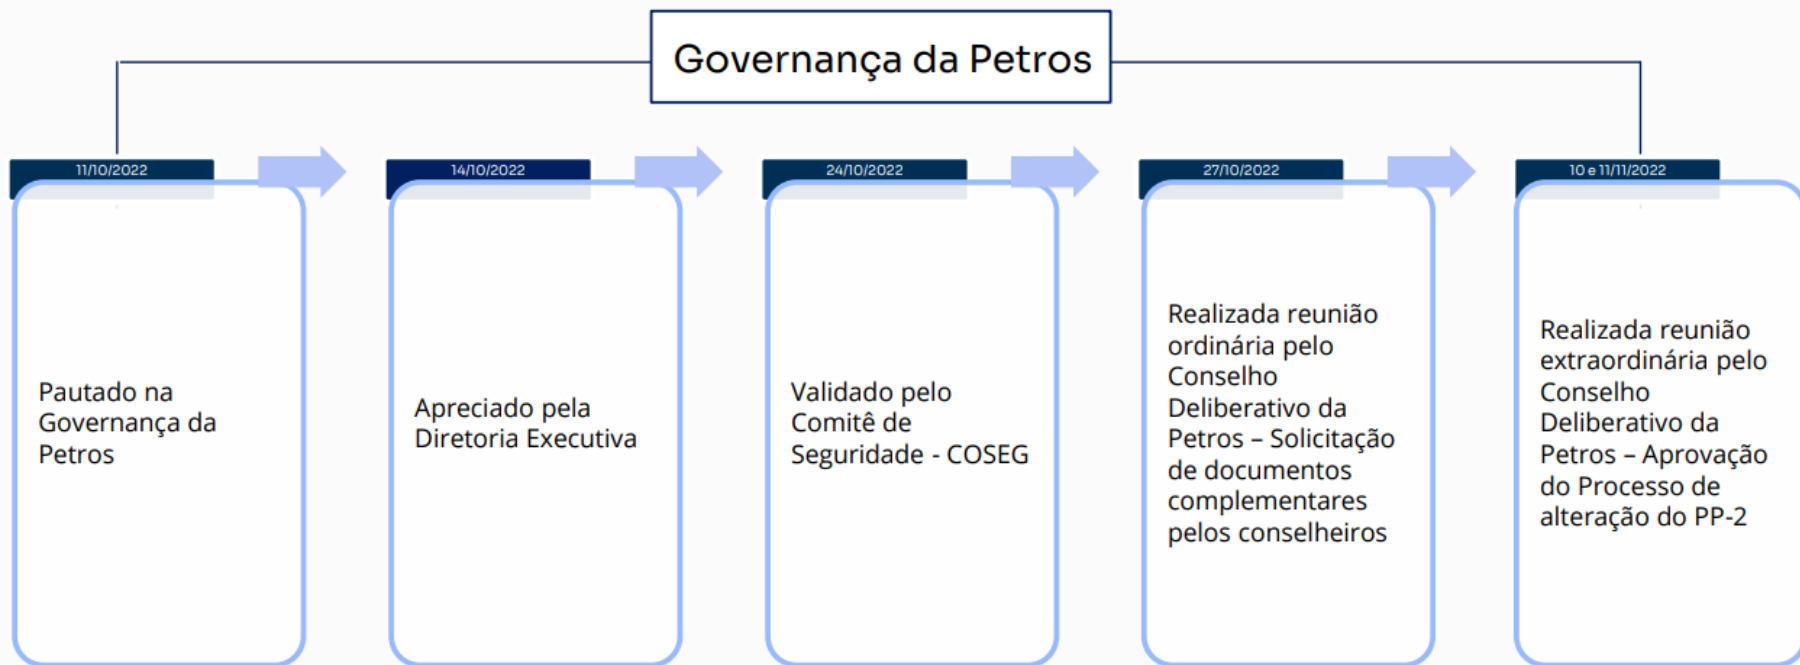 Governança da Petros
11/10/2022
Pautado na
Governança da
Petros
14/10/2022
Apreciado pela
Diretoria Executiva
24/10/2022
Validado pelo
Comitê de
Seguridade - COSEG
27/10/2022
Realizada reunião
ordinária pelo
Conselho
Deliberativo da
Petros – Solicitação
de documentos
complementares
pelos conselheiros
10 e 11/11/2022
Realizada reunião
extraordinária pelo
Conselho
Deliberativo da
Petros – Aprovação
do Processo de
alteração do PP-2